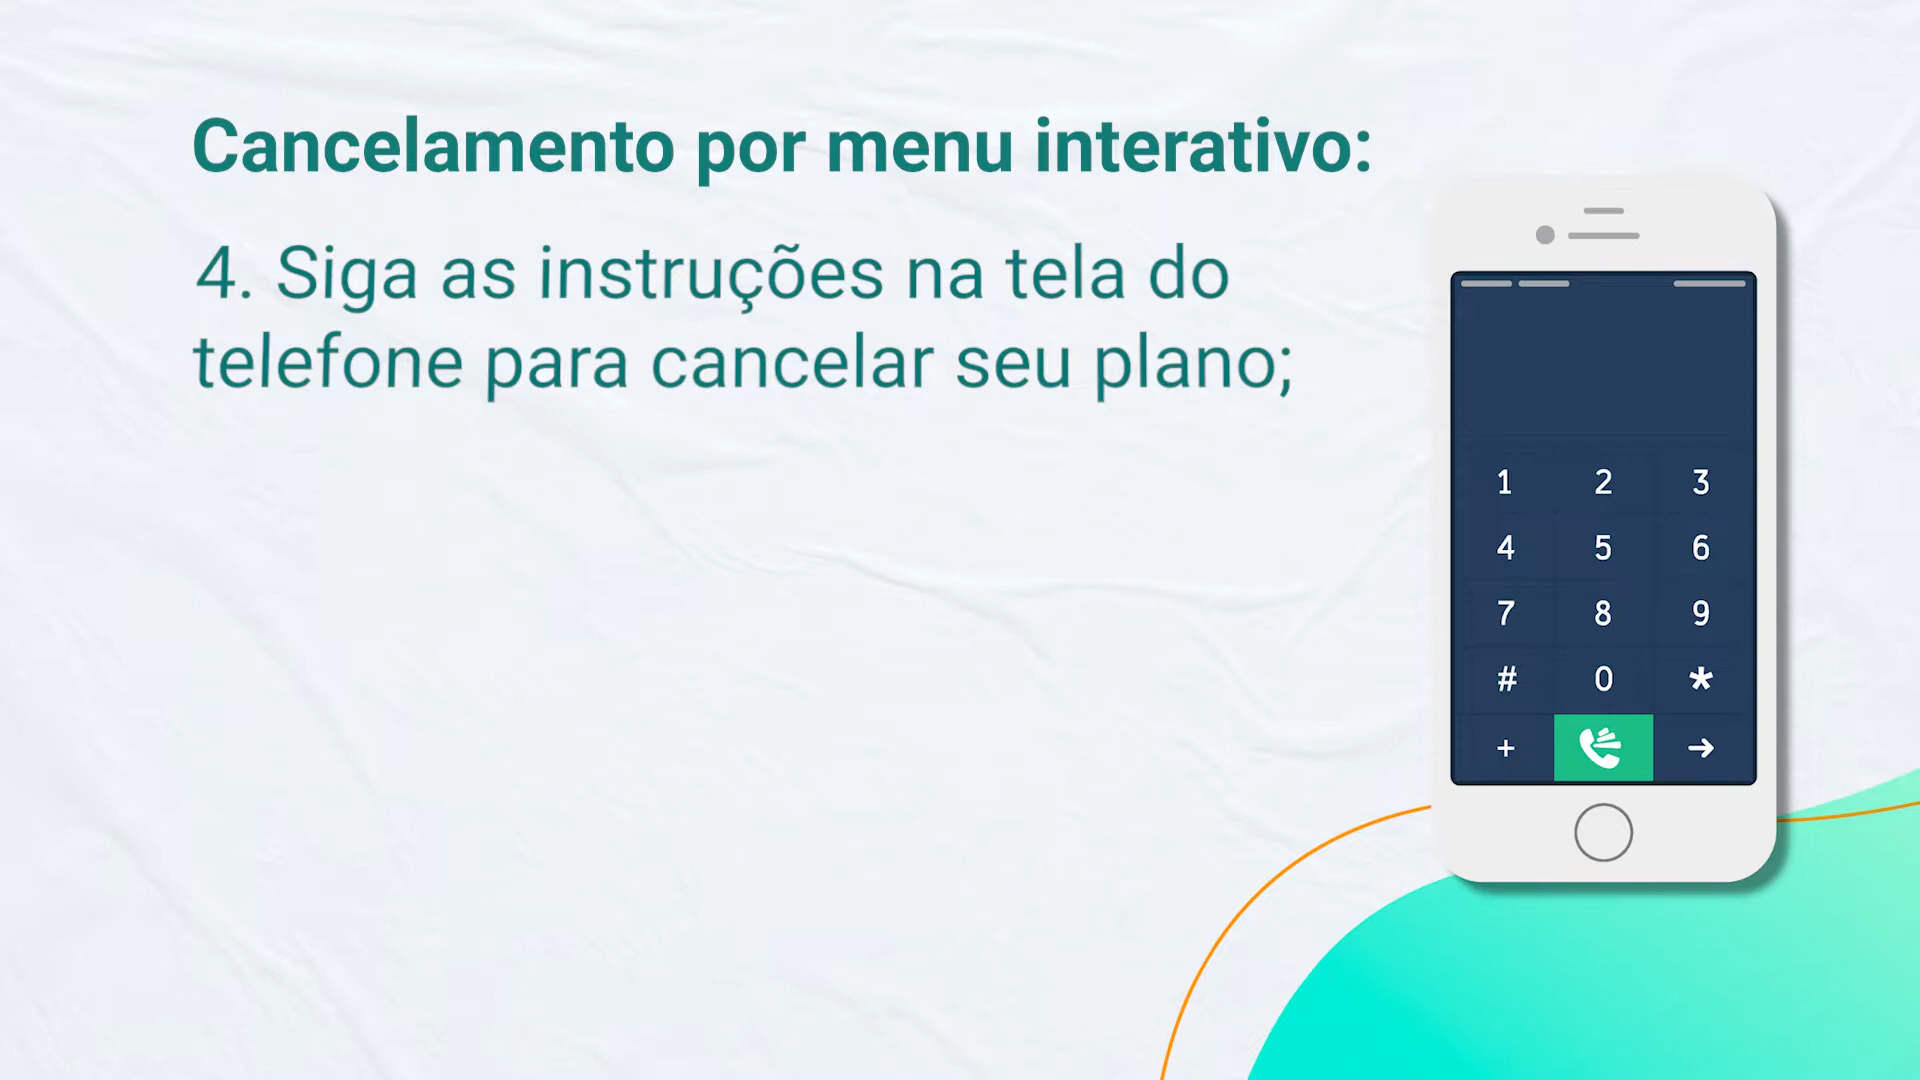 Cancelamento por menu interativo:
4. Siga as instruções na tela do
telefone para cancelar seu plano;
1 2 3
4 5 6
7 8 9
# 0 *
+ →